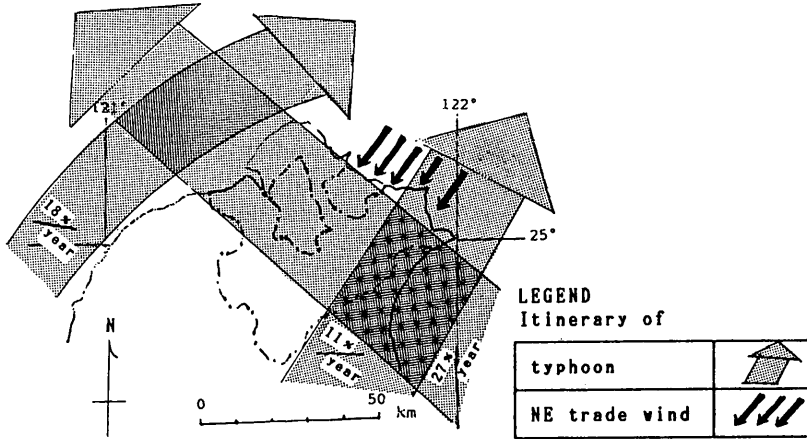 121°
122°
18%
year
25°
LEGEND
Itinerary of
typhoon
NE trade wind
11%
year
27%
year
N
0
50
km